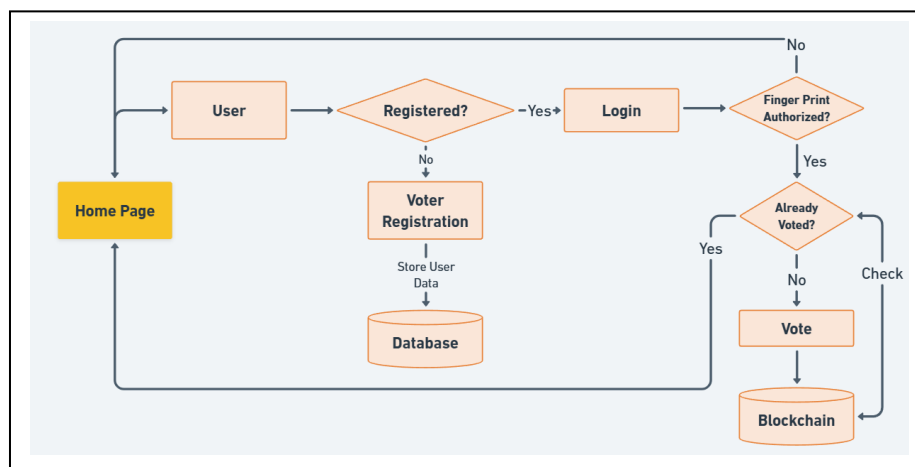 No
User
Registered?
Yes
Login
Finger Print
Authorized?
No
Yes
Home Page
Voter
Registration
Already
Voted?
Yes
Store User
Data
No
Check
Database
Vote
Blockchain